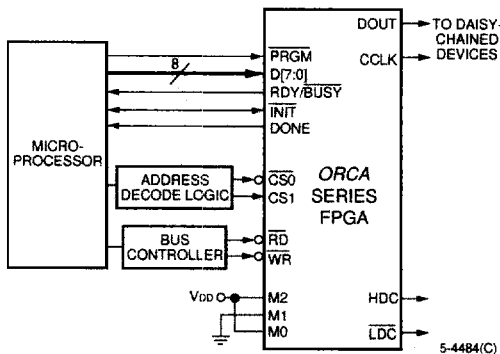 MICRO-
PROCESSOR
8
ADDRESS
DECODE LOGIC
BUS
CONTROLLER
VDD
PRGM
D[7:0]
RDY/BUSY
INIT
DONE
CS0
CS1
RD
WR
M2
M1
M0
ORCA
SERIES
FPGA
DOUT
CCLK
HDC
LDC
TO DAISY-
CHAINED
DEVICES
5-4484(C)